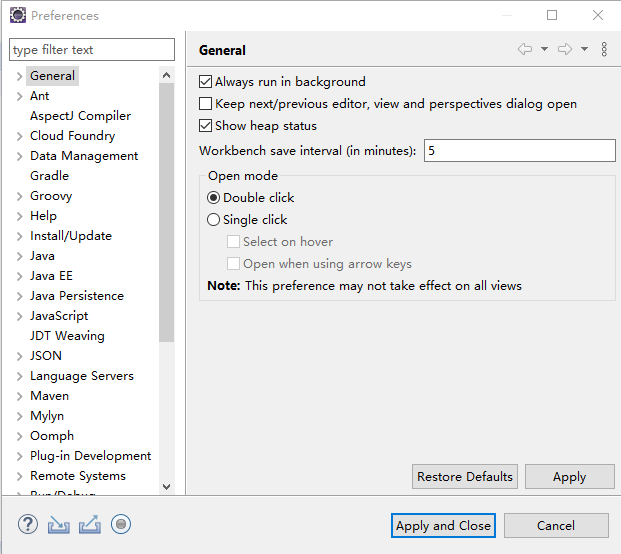 Preferences
type filter text
General
Ant
AspectJ Compiler
Cloud Foundry
Data Management
Gradle
Groovy
Help
Install/Update
Java
Java EE
Java Persistence
JavaScript
JDT Weaving
JSON
Language Servers
Maven
Mylyn
Oomph
Plug-in Development
Remote Systems
Run/Debug
General
Always run in background
Keep next/previous editor, view and perspectives dialog open
Show heap status
Workbench save interval (in minutes): 5
Open mode
Double click
Single click
Select on hover
Open when using arrow keys
Note: This preference may not take effect on all views
Restore Defaults Apply
Apply and Close Cancel